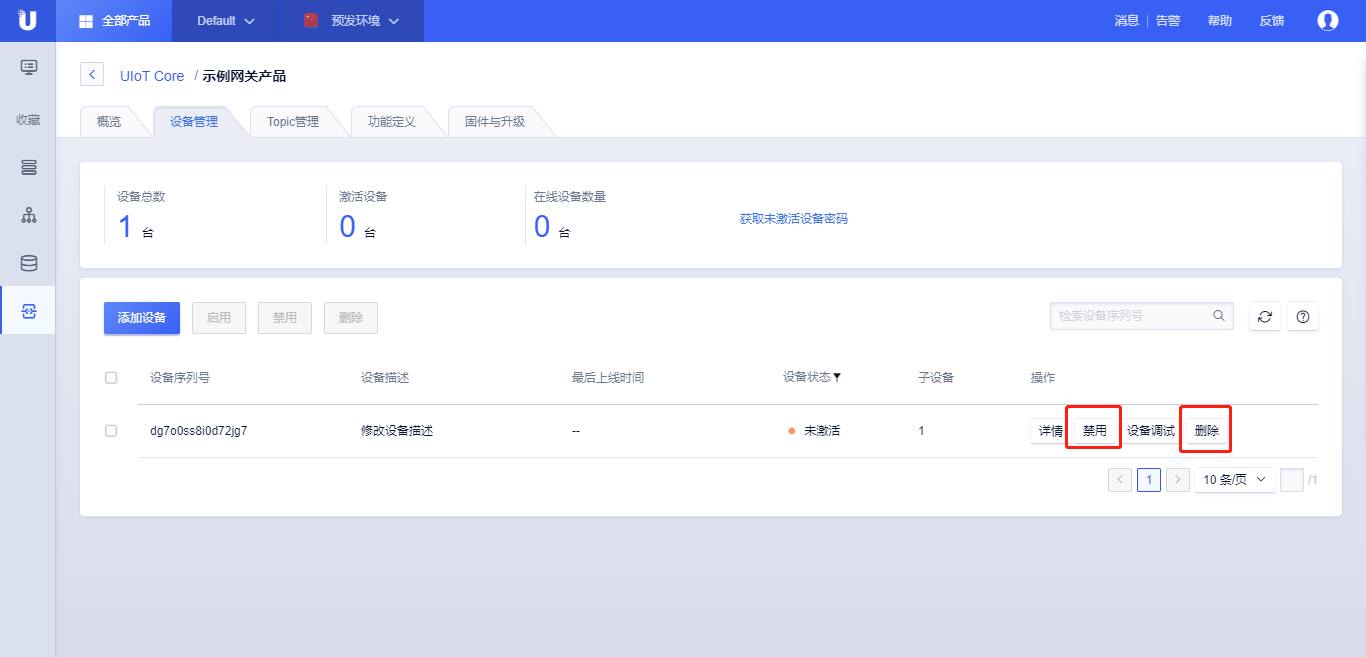 全部产品 Default 预发环境 消息 告警 帮助 反馈
收藏
UIoT Core / 示例网关产品
概览 设备管理 Topic管理 功能定义 固件与升级
设备总数 激活设备 在线设备数量
1 台 0 台 0 台 获取未激活设备密码
添加设备 启用 禁用 删除 检索设备序列号
设备序列号 设备描述 最后上线时间 设备状态 子设备 操作
dg7o0ss8i0d72jg7 修改设备描述 -- 未激活 1 详情 禁用 设备调试 删除
1 10 条/页 /1